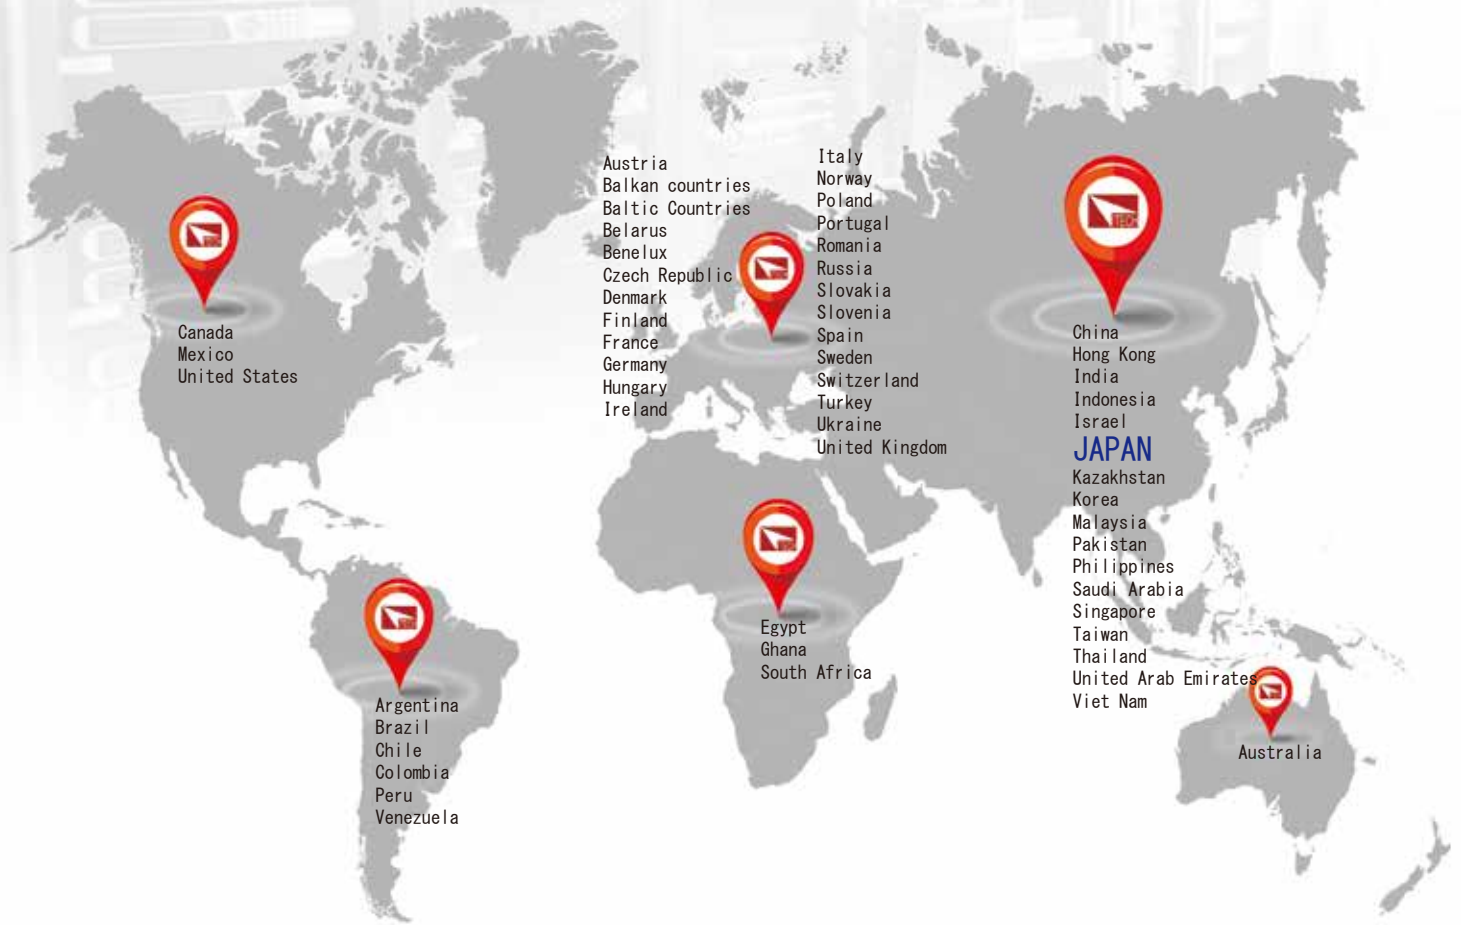 Canada
Mexico
United States
Austria
Balkan countries
Baltic Countries
Belarus
Benelux
Czech Republic
Denmark
Finland
France
Germany
Hungary
Ireland
Italy
Norway
Poland
Portugal
Romania
Russia
Slovakia
Slovenia
Spain
Sweden
Switzerland
Turkey
Ukraine
United Kingdom
TECH
China
Hong Kong
India
Indonesia
Israel
JAPAN
Kazakhstan
Korea
Malaysia
Pakistan
Philippines
Saudi Arabia
Singapore
Taiwan
Thailand
United Arab Emirates
Viet Nam
Argentina
Brazil
Chile
Colombia
Peru
Venezuela
Egypt
Ghana
South Africa
Australia